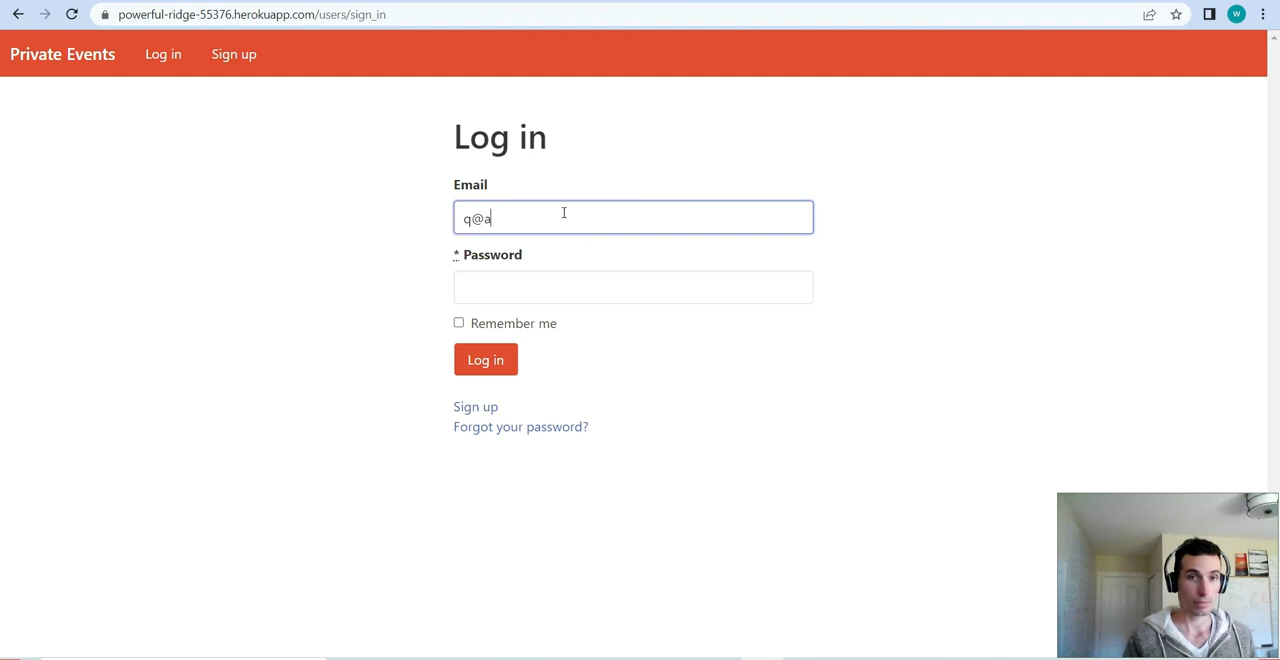 powerful-ridge-55376.herokuapp.com/users/sign_in
w
Private Events Log in Sign up
Log in
Email
q@a
* Password
Remember me
Log in
Sign up
Forgot your password?